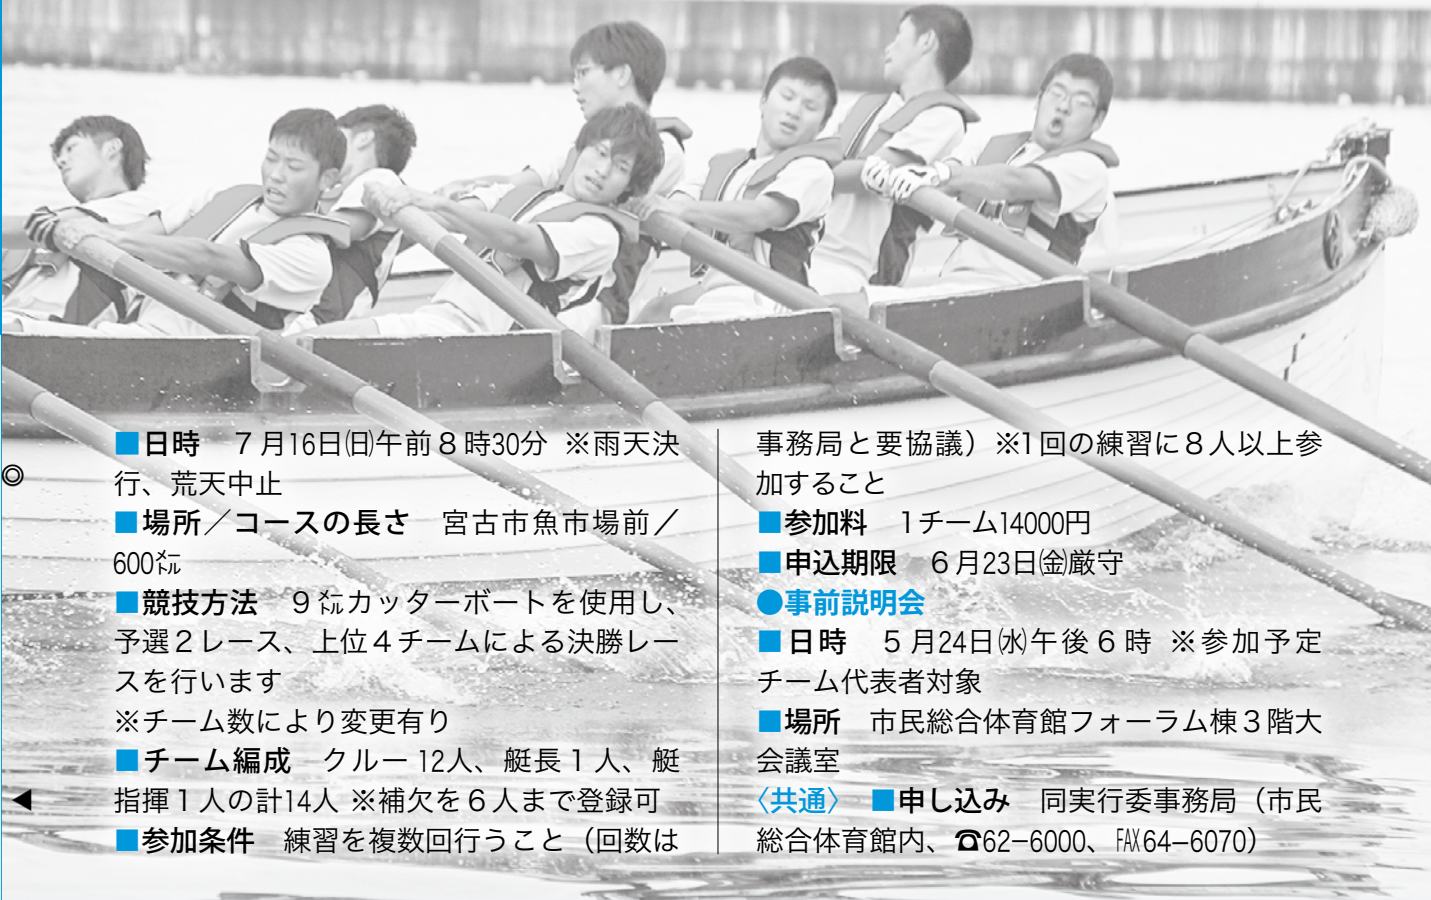 ■日時　７月16日㈰午前８時30分 ※雨天決
行、荒天中止
■場所／コースの長さ　宮古市魚市場前／
600㍍
■競技方法　９㍍カッターボートを使用し、
予選２レース、上位４チームによる決勝レー
スを行います
※チーム数により変更有り
■チーム編成　クルー12人、艇長１人、艇
指揮１人の計14人 ※補欠を６人まで登録可
■参加条件　練習を複数回行うこと（回数は
事務局と要協議）※1回の練習に８人以上参
加すること
■参加料　1チーム14000円
■申込期限　６月23日㈮厳守
●事前説明会
■日時　５月24日㈬午後６時 ※参加予定
チーム代表者対象
■場所　市民総合体育館フォーラム棟３階大
会議室
〈共通〉 ■申し込み　同実行委事務局（市民
総合体育館内、☎62−6000、℻64−6070）
◎
◀